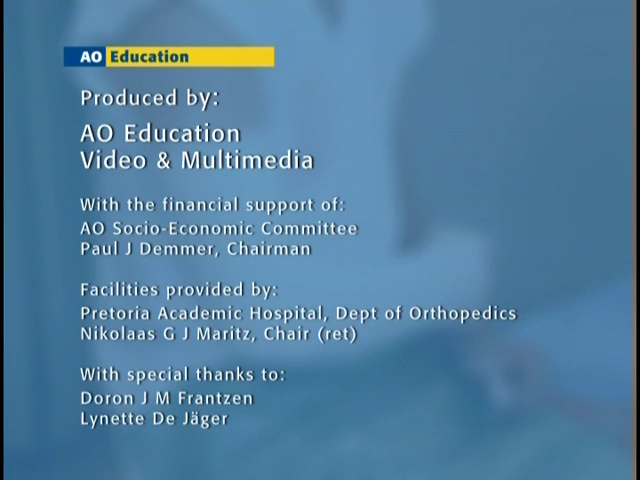 AO Education
Produced by:
AO Education
Video & Multimedia
With the financial support of:
AO Socio-Economic Committee
Paul J Demmer, Chairman
Facilities provided by:
Pretoria Academic Hospital, Dept of Orthopedics
Nikolaas G J Maritz, Chair (ret)
With special thanks to:
Doron J M Frantzen
Lynette De Jäger